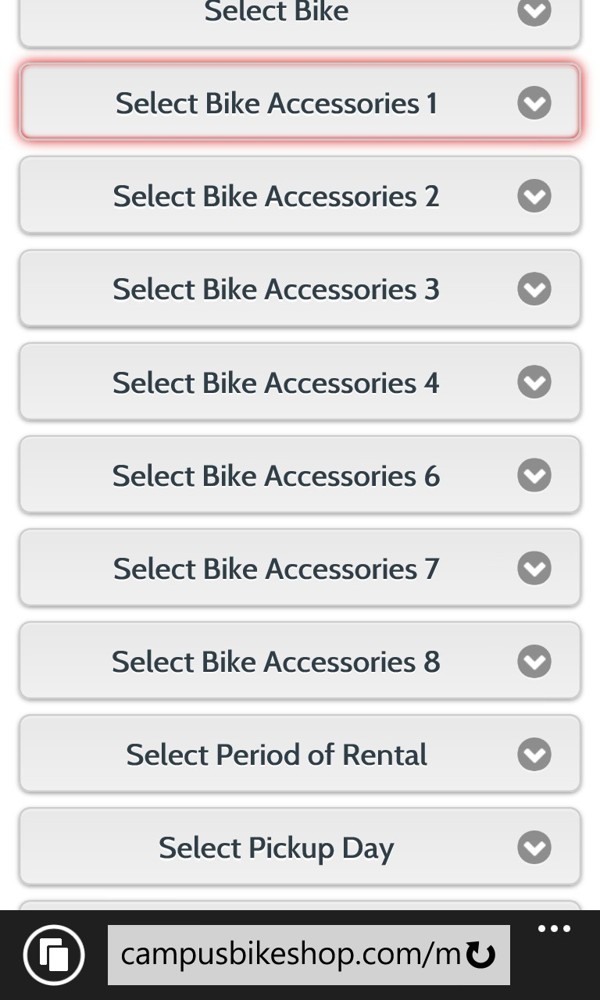 Select Bike
Select Bike Accessories 1
Select Bike Accessories 2
Select Bike Accessories 3
Select Bike Accessories 4
Select Bike Accessories 6
Select Bike Accessories 7
Select Bike Accessories 8
Select Period of Rental
Select Pickup Day
campusbikeshop.com/m